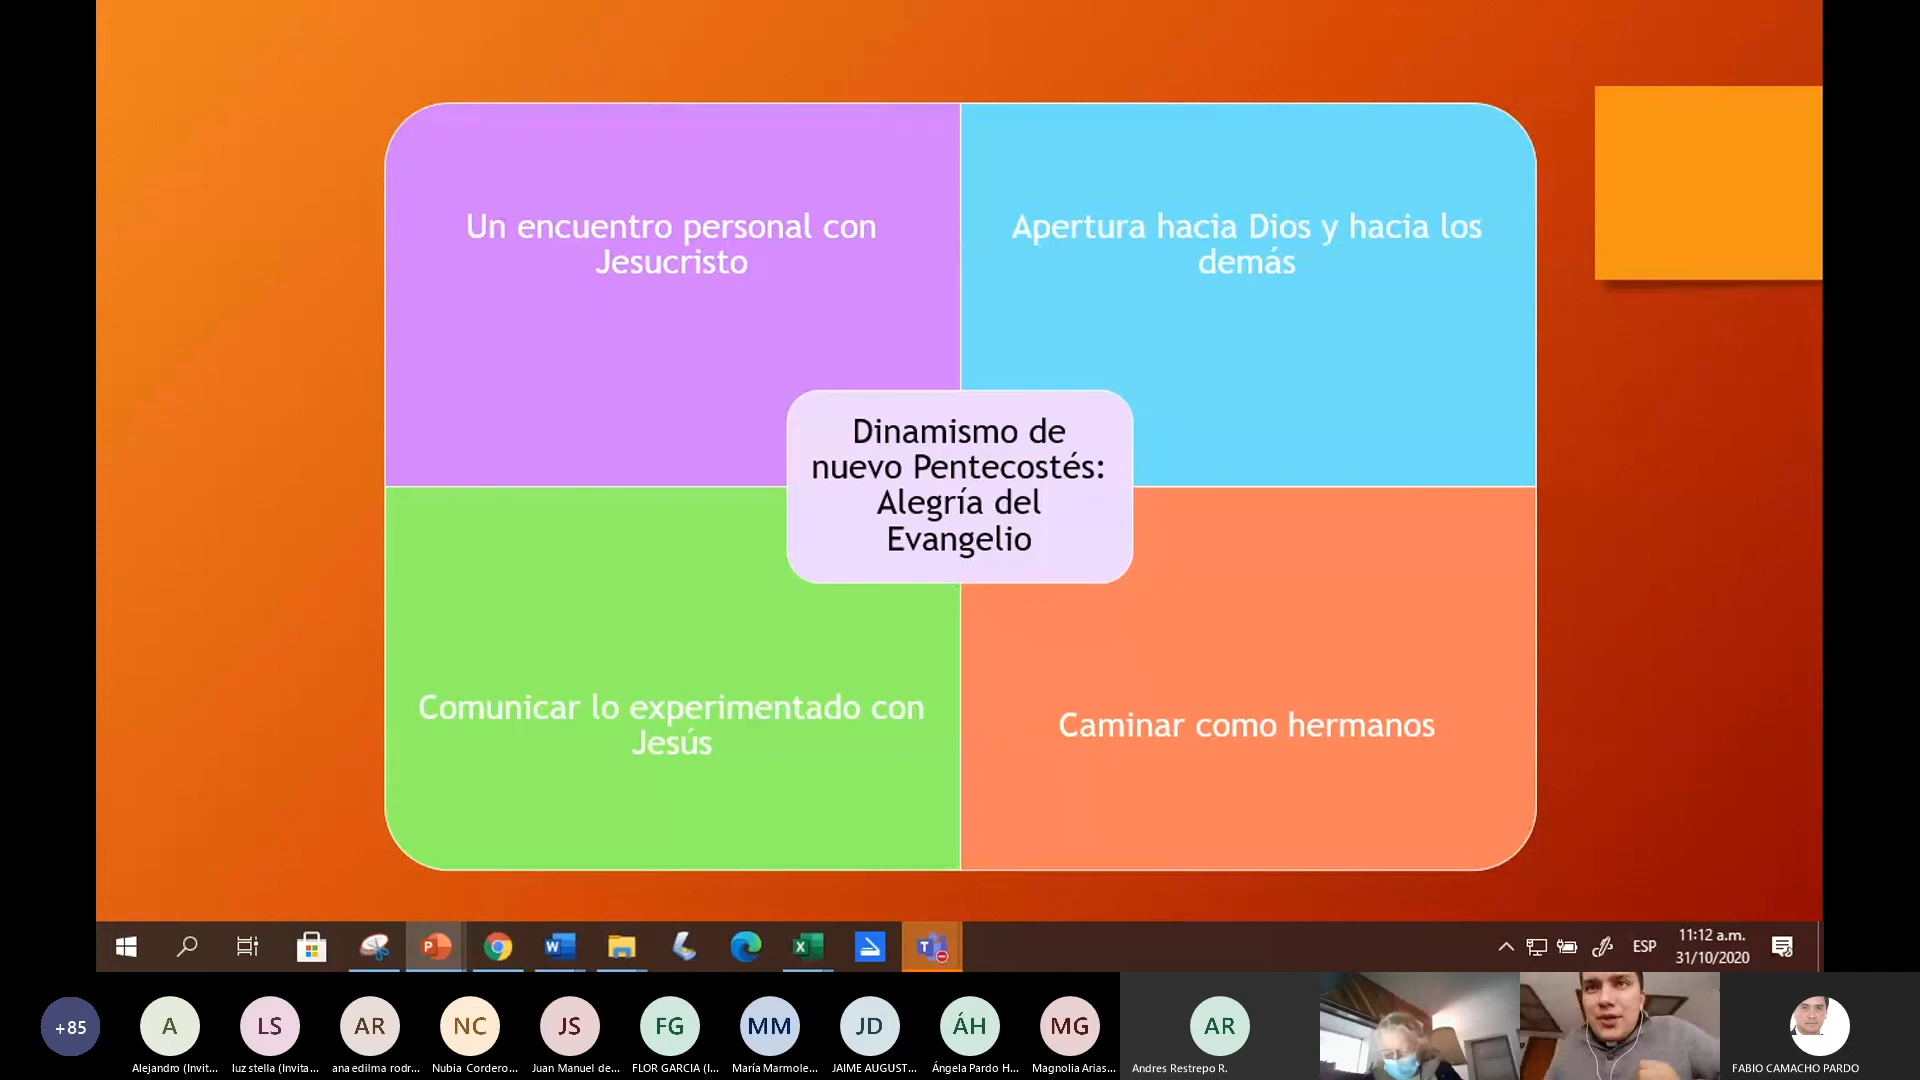 Un encuentro personal con
Jesucristo
Apertura hacia Dios y hacia los
demás
Dinamismo de
nuevo Pentecostés:
Alegría del
Evangelio
Comunicar lo experimentado con
Jesús
Caminar como hermanos
ESP
11:12 a.m.
31/10/2020
+85
A
LS
AR
NC
JS
FG
MM
JD
ÁH
MG
AR
Alejandro (Invit...
luz stella (Invita...
ana edilma rodr...
Nubia Cordero...
Juan Manuel de...
FLOR GARCIA (I...
María Marmole...
JAIME AUGUST...
Ángela Pardo H...
Magnolia Arias...
Andres Restrepo R.
FABIO CAMACHO PARDO